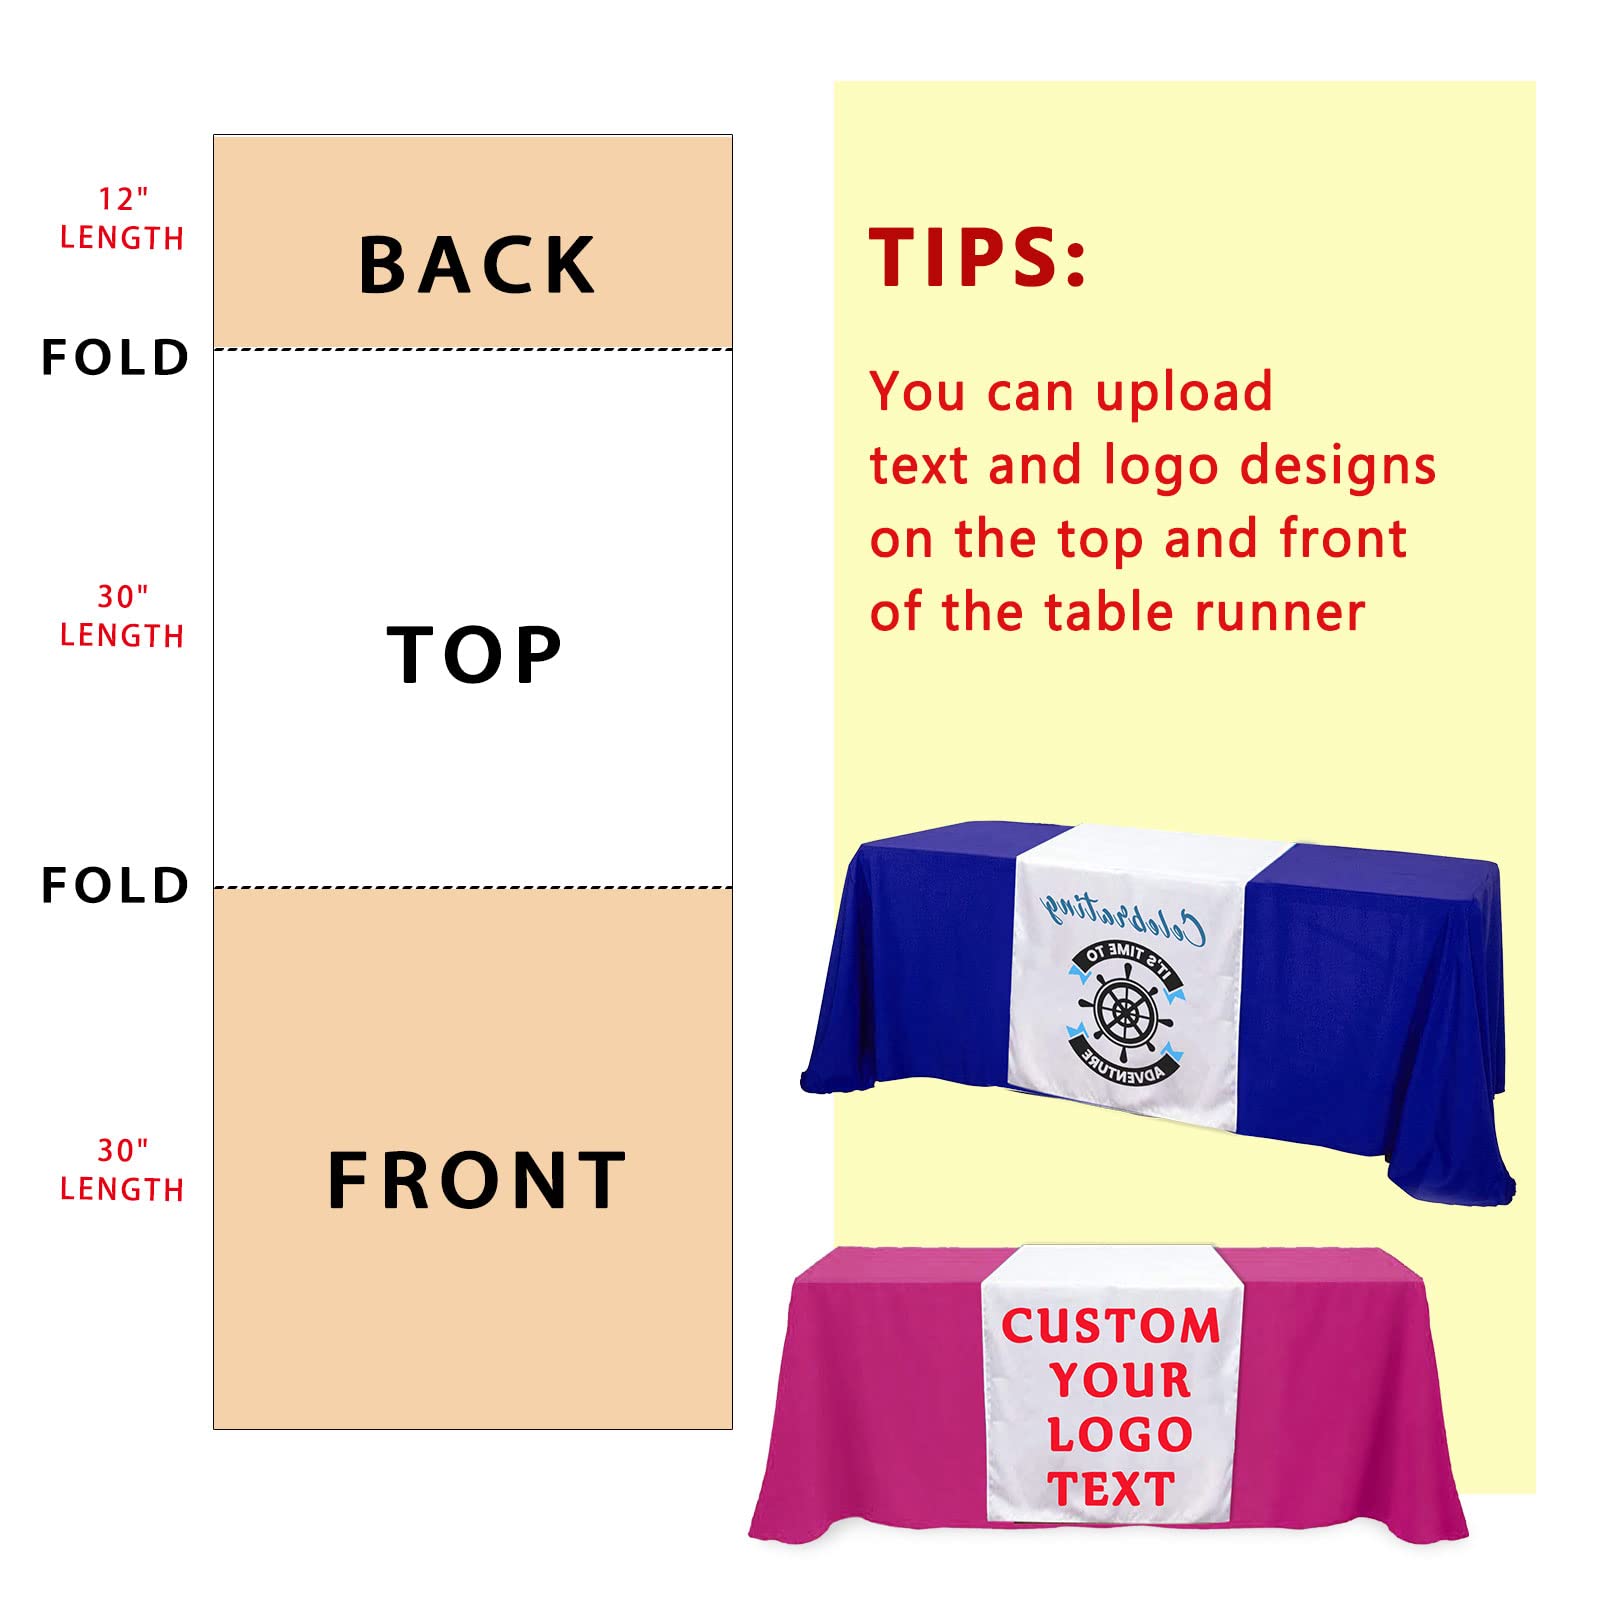 12"
LENGTH
BACK
FOLD
30"
LENGTH
TOP
FOLD
30"
LENGTH
FRONT
TIPS:
You can upload
text and logo designs
on the top and front
of the table runner
Celebrating
IT'S TIME TO
ADVENTURE
CUSTOM
YOUR
LOGO
TEXT